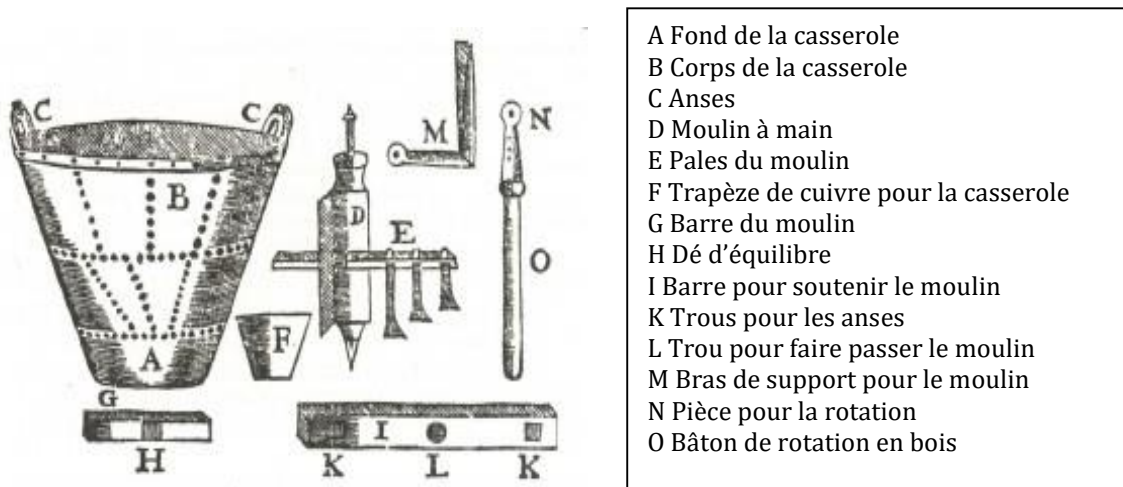 C
C
M
N
B
D
E
O
F
A
G
H
I
K
L
K
A Fond de la casserole
B Corps de la casserole
C Anses
D Moulin à main
E Pales du moulin
F Trapèze de cuivre pour la casserole
G Barre du moulin
H Dé d'équilibre
I Barre pour soutenir le moulin
K Trous pour les anses
L Trou pour faire passer le moulin
M Bras de support pour le moulin
N Pièce pour la rotation
O Bâton de rotation en bois